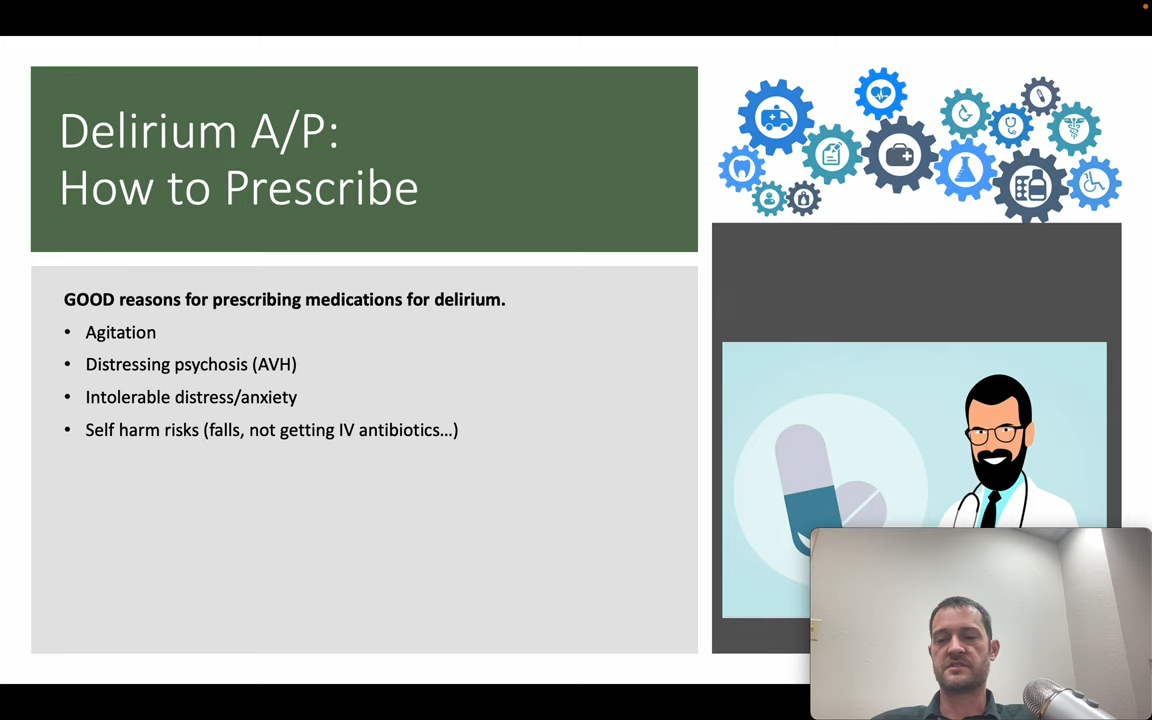 Delirium A/P:
How to Prescribe
GOOD reasons for prescribing medications for delirium.
• Agitation
• Distressing psychosis (AVH)
• Intolerable distress/anxiety
• Self harm risks (falls, not getting IV antibiotics…)